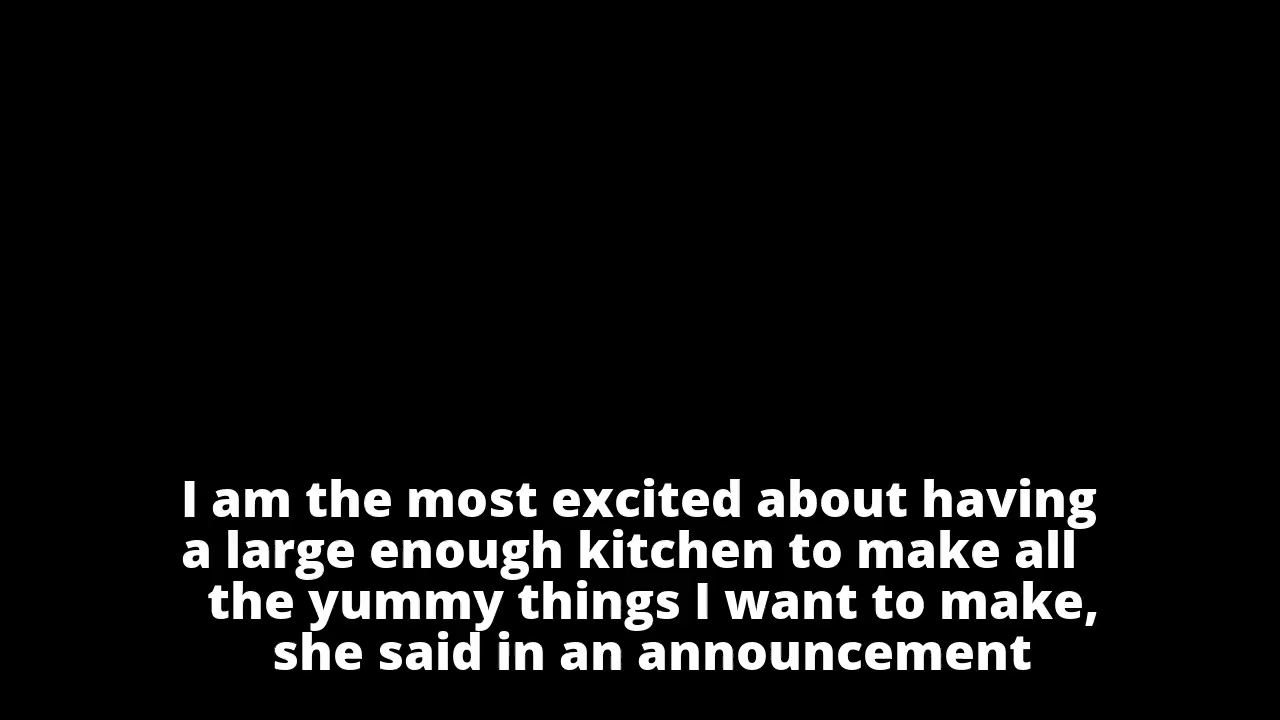 I am the most excited about having
a large enough kitchen to make all
the yummy things I want to make,
she said in an announcement